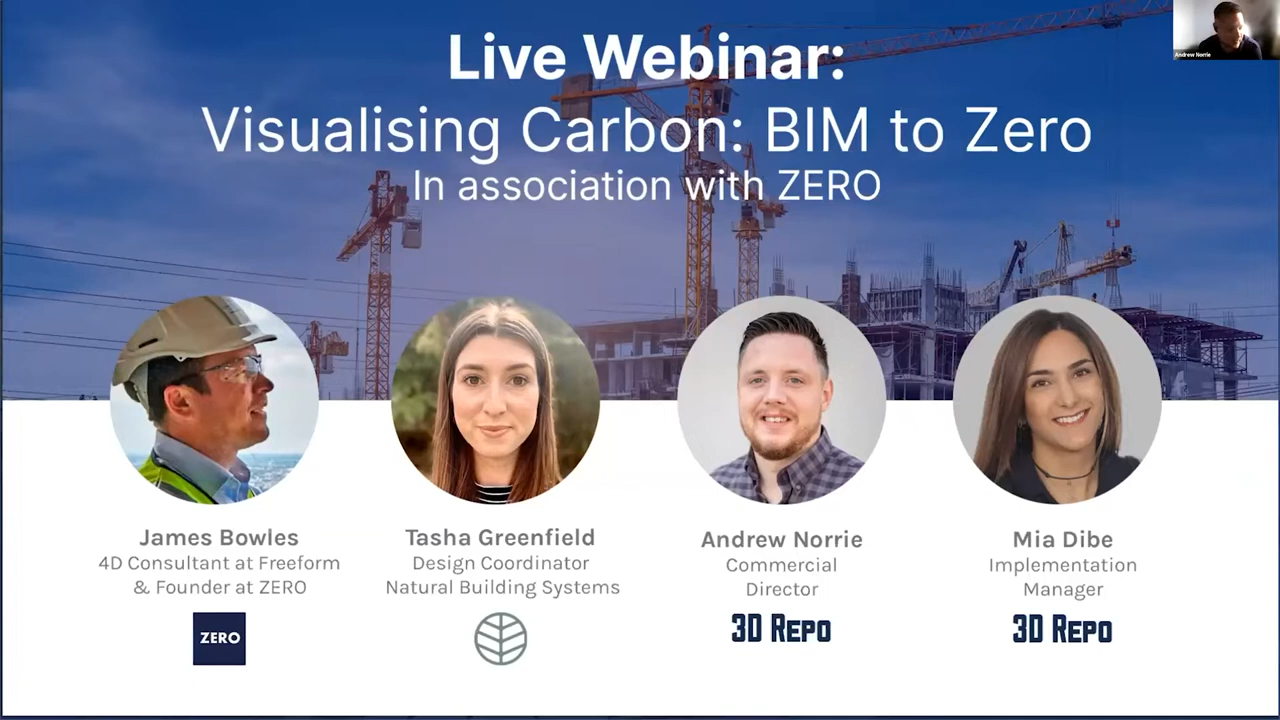 Live Webinar:
Visualising Carbon: BIM to Zero
In association with ZERO
Andrew Norrie
James Bowles
4D Consultant at Freeform
& Founder at ZERO
ZERO
Tasha Greenfield
Design Coordinator
Natural Building Systems
Andrew Norrie
Commercial
Director
3D REPO
Mia Dibe
Implementation
Manager
3D REPO